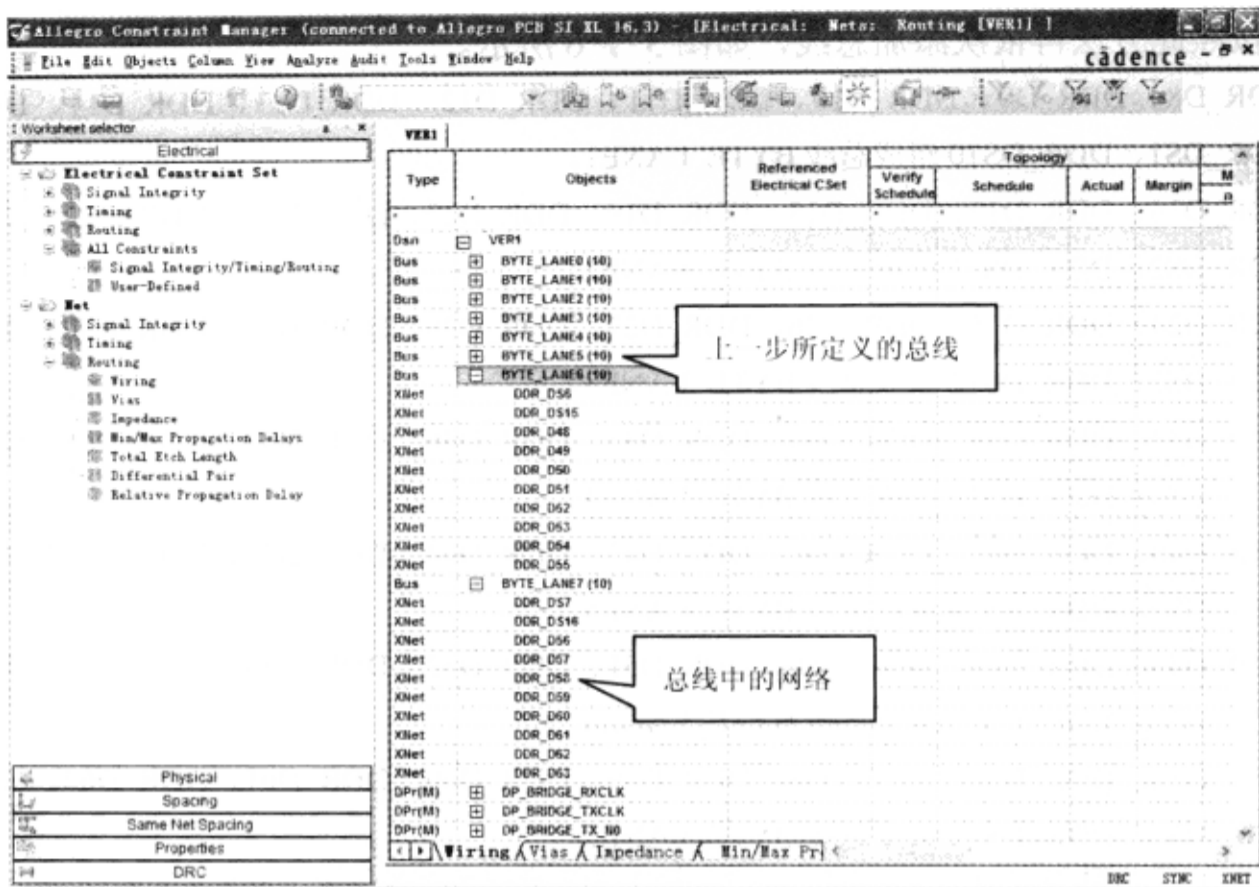 Allegro Constraint Manager (connected to Allegro PCB SI XL 16.3) - [Electrical: Nets: Routing [VER1] ]
File Edit Objects Column View Analyze Audit Tools Window Help
cādence
Worksheet selector
Electrical
Electrical Constraint Set
Signal Integrity
Timing
Routing
All Constraints
Signal Integrity/Timing/Routing
User-Defined
Net
Signal Integrity
Timing
Routing
Wiring
Vias
Impedance
Min/Max Propagation Delays
Total Etch Length
Differential Pair
Relative Propagation Delay
Physical
Spacing
Same Net Spacing
Properties
DRC
VER1
Topology
Type Objects Referenced Electrical CSet Verify Schedule Schedule Actual Margin
Dsn VER1
Bus BYTE_LANE0 (10)
Bus BYTE_LANE1 (10)
Bus BYTE_LANE2 (10)
Bus BYTE_LANE3 (10)
Bus BYTE_LANE4 (10)
Bus BYTE_LANE5 (10)
Bus BYTE_LANE6 (10)
XNet DDR_DS6
XNet DDR_DS15
XNet DDR_D48
XNet DDR_D49
XNet DDR_D50
XNet DDR_D51
XNet DDR_D52
XNet DDR_D53
XNet DDR_D54
XNet DDR_D55
Bus BYTE_LANE7 (10)
XNet DDR_DS7
XNet DDR_DS16
XNet DDR_D56
XNet DDR_D57
XNet DDR_D58
XNet DDR_D59
XNet DDR_D60
XNet DDR_D61
XNet DDR_D62
XNet DDR_D63
DPr(M) DP_BRIDGE_RXCLK
DPr(M) DP_BRIDGE_TXCLK
DPr(M) DP_BRIDGE_TX_N0
上一步所定义的总线
总线中的网络
Wiring Vias Impedance Min/Max Pr
DRC SYNC XNET